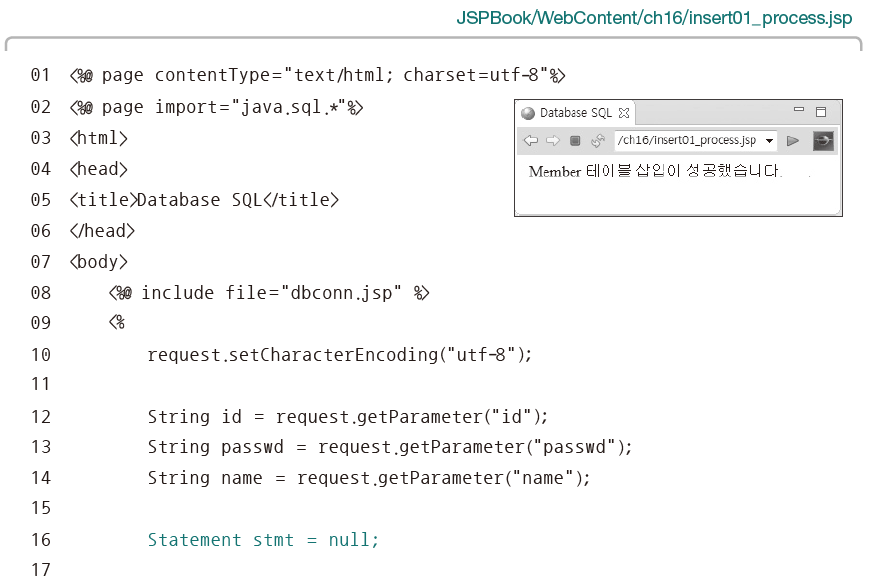 JSPBook/WebContent/ch16/insert01_process.jsp
01 <%@ page contentType="text/html; charset=utf-8"%>
02 <%@ page import="java.sql.*"%>
03 <html>
04 <head>
05 <title>Database SQL</title>
06 </head>
07 <body>
08 <%@ include file="dbconn.jsp" %>
09 <%
10 request.setCharacterEncoding("utf-8");
11
12 String id = request.getParameter("id");
13 String passwd = request.getParameter("passwd");
14 String name = request.getParameter("name");
15
16 Statement stmt = null;
17
Database SQL
/ch16/insert01_process.jsp
Member 테이블 삽입이 성공했습니다.